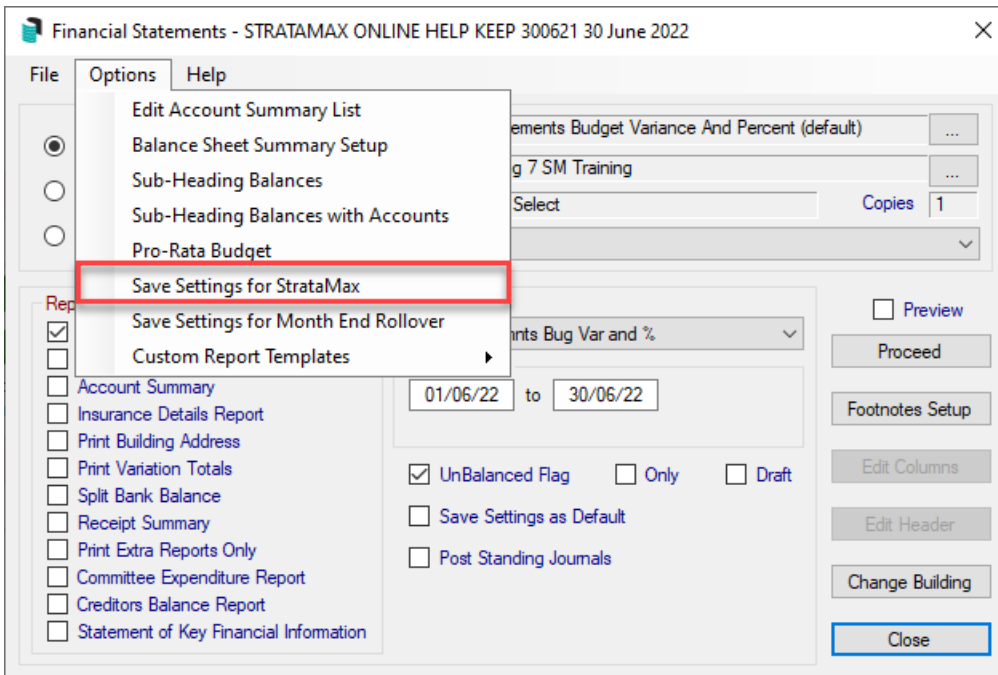 Financial Statements - STRATAMAX ONLINE HELP KEEP 300621 30 June 2022
File Options Help
Edit Account Summary List
Balance Sheet Summary Setup
Sub-Heading Balances
Sub-Heading Balances with Accounts
Pro-Rata Budget
Save Settings for StrataMax
Save Settings for Month End Rollover
Custom Report Templates
ements Budget Variance And Percent (default) ...
g 7 SM Training ...
Select Copies 1
Rep
Account Summary
Insurance Details Report
Print Building Address
Print Variation Totals
Split Bank Balance
Receipt Summary
Print Extra Reports Only
Committee Expenditure Report
Creditors Balance Report
Statement of Key Financial Information
nnts Bug Var and %
01/06/22 to 30/06/22
UnBalanced Flag Only Draft
Save Settings as Default
Post Standing Journals
Preview
Proceed
Footnotes Setup
Edit Columns
Edit Header
Change Building
Close